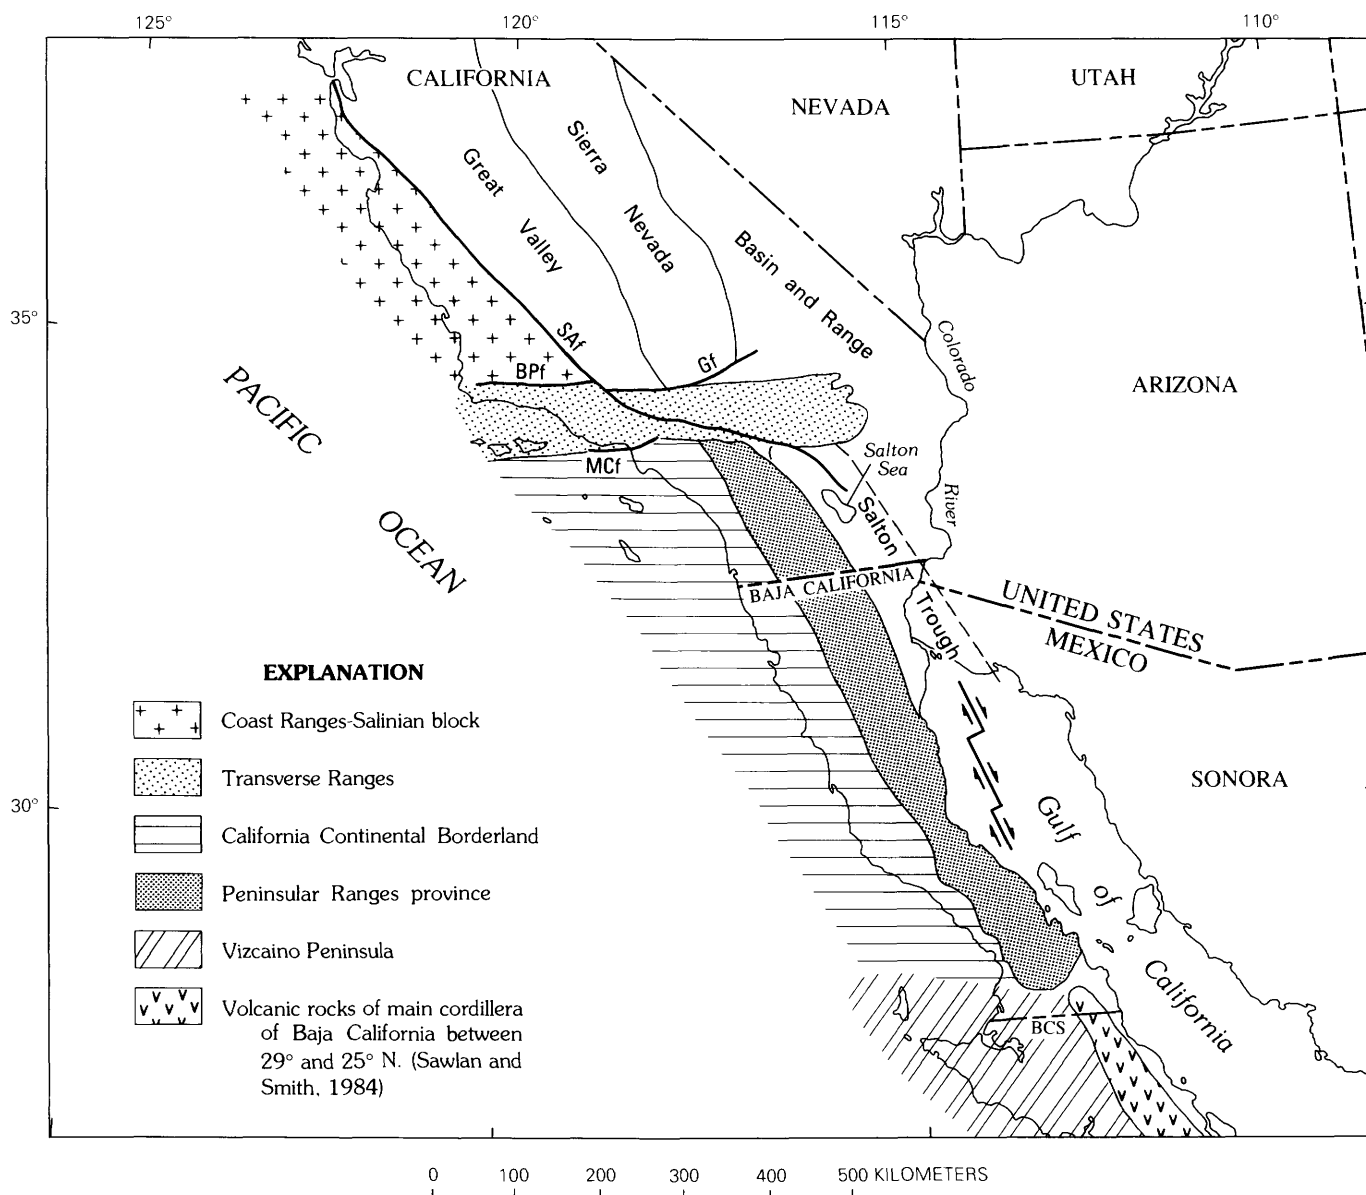 125° 120° 115° 110°
CALIFORNIA
NEVADA
UTAH
Great
Valley
Sierra
Nevada
Basin and Range
35°
SAf
BPf
Gf
Colorado
River
ARIZONA
PACIFIC
OCEAN
MCf
Salton
Sea
Salton
Trough
BAJA CALIFORNIA
UNITED STATES
MEXICO
30°
SONORA
Gulf
of
California
BCS
EXPLANATION
Coast Ranges-Salinian block
Transverse Ranges
California Continental Borderland
Peninsular Ranges province
Vizcaino Peninsula
Volcanic rocks of main cordillera
of Baja California between
29° and 25° N. (Sawlan and
Smith, 1984)
0 100 200 300 400 500 KILOMETERS